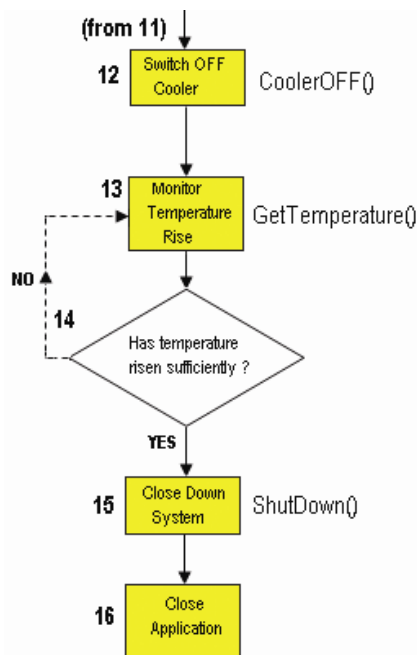 (from 11)
12
Switch OFF
Cooler
CoolerOFF()
13
Monitor
Temperature
Rise
GetTemperature()
NO
14
Has temperature
risen sufficiently ?
YES
15
Close Down
System
ShutDown()
16
Close
Application